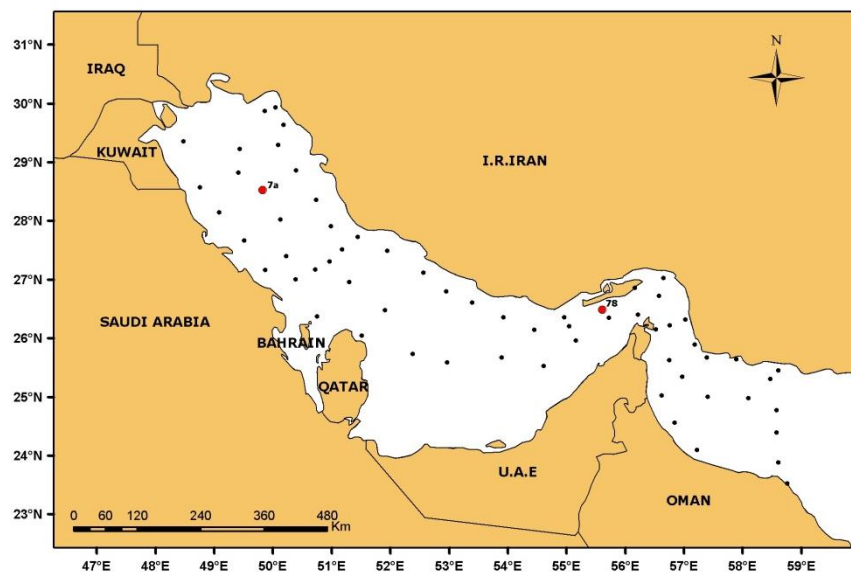 31°N
30°N
29°N
28°N
27°N
26°N
25°N
24°N
23°N
N
IRAQ
KUWAIT
I.R.IRAN
7a
SAUDI ARABIA
78
BAHRAIN
QATAR
U.A.E
OMAN
0 60 120 240 360 480
Km
47°E 48°E 49°E 50°E 51°E 52°E 53°E 54°E 55°E 56°E 57°E 58°E 59°E